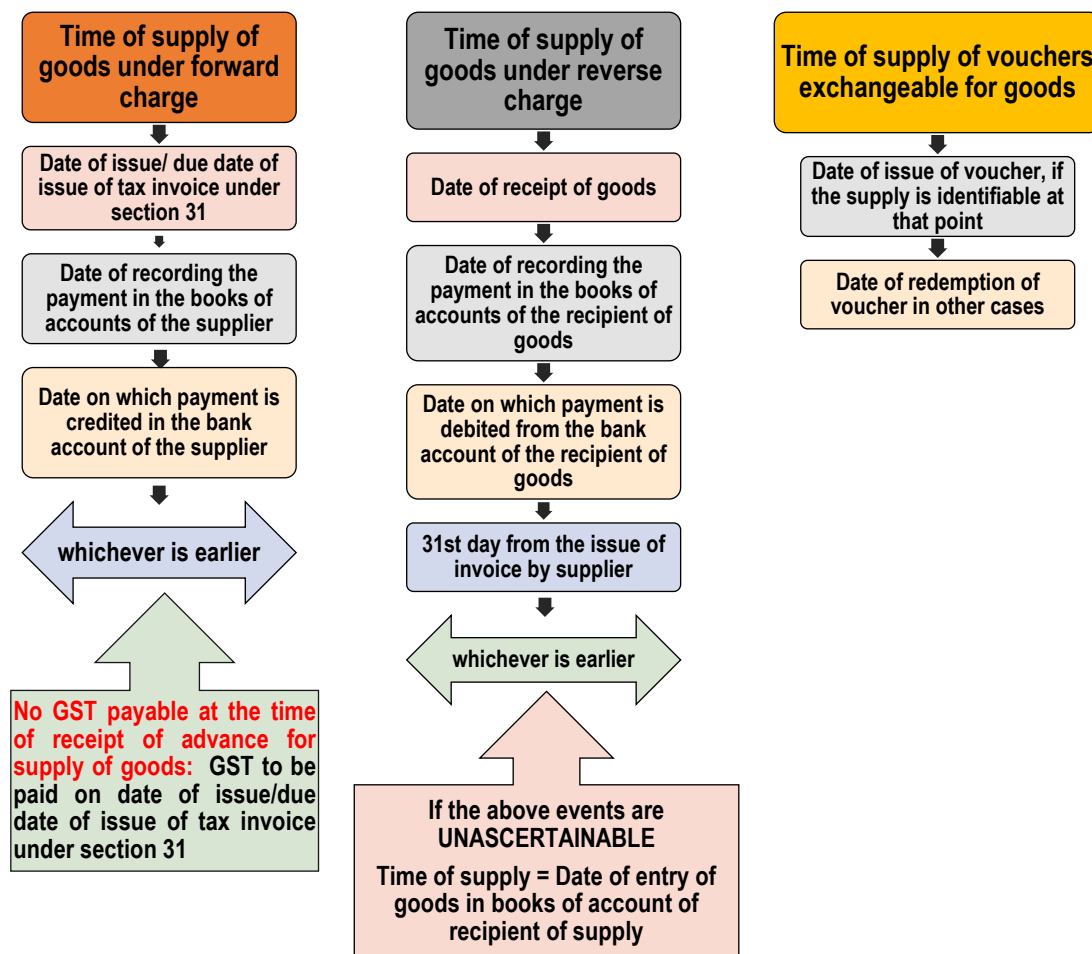 Time of supply of
goods under forward
charge
Date of issue/ due date of
issue of tax invoice under
section 31
Date of recording the
payment in the books of
accounts of the supplier
Date on which payment is
credited in the bank
account of the supplier
whichever is earlier
No GST payable at the time
of receipt of advance for
supply of goods: GST to be
paid on date of issue/due
date of issue of tax invoice
under section 31
Time of supply of
goods under reverse
charge
Date of receipt of goods
Date of recording the
payment in the books of
accounts of the recipient of
goods
Date on which payment is
debited from the bank
account of the recipient of
goods
31st day from the issue of
invoice by supplier
whichever is earlier
If the above events are
UNASCERTAINABLE
Time of supply = Date of entry of
goods in books of account of
recipient of supply
Time of supply of vouchers
exchangeable for goods
Date of issue of voucher, if
the supply is identifiable at
that point
Date of redemption of
voucher in other cases